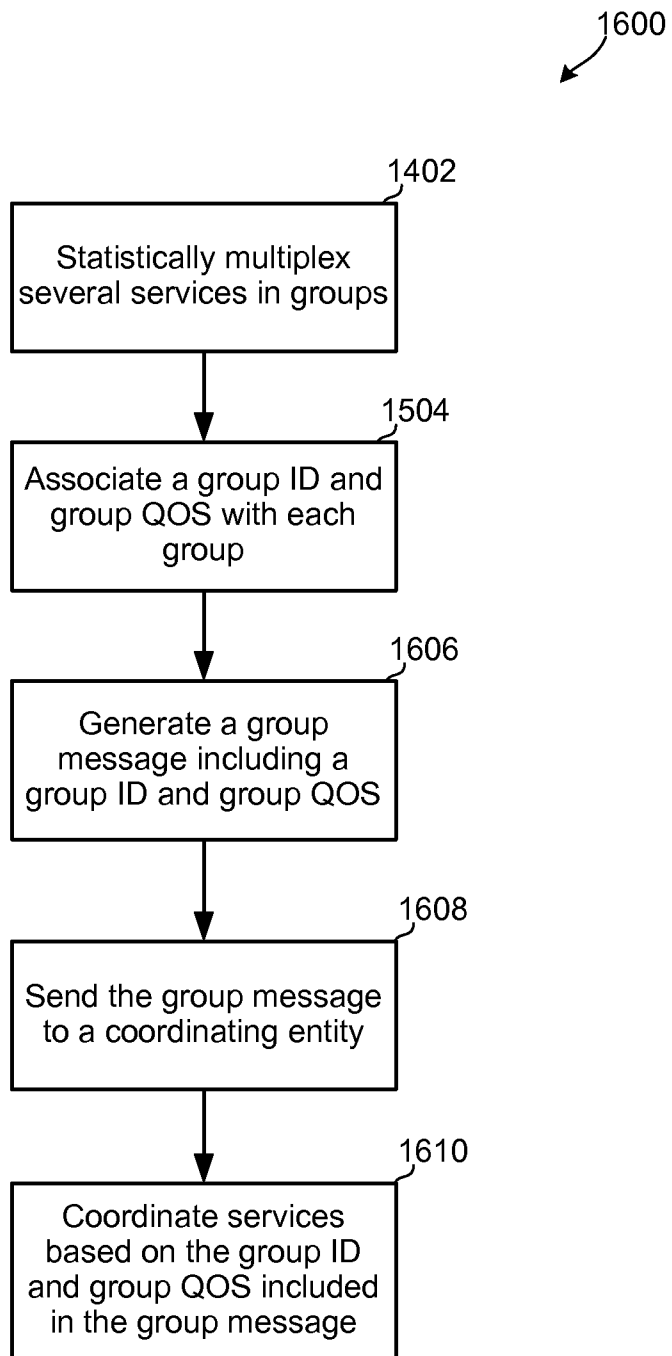 1600
1402
Statistically multiplex
several services in groups
1504
Associate a group ID and
group QOS with each
group
1606
Generate a group
message including a
group ID and group QOS
1608
Send the group message
to a coordinating entity
1610
Coordinate services
based on the group ID
and group QOS included
in the group message